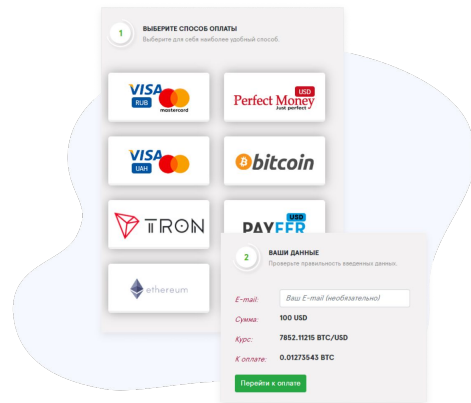 1
ВЫБЕРИТЕ СПОСОБ ОПЛАТЫ
Выберите для себя наиболее удобный способ.
VISA
RUB
mastercard
USD
Perfect Money
Just perfect
VISA
UAH
bitcoin
TRON
USD
PAYEER
ethereum
2
ВАШИ ДАННЫЕ
Проверьте правильность введенных данных.
E-mail: Ваш E-mail (необязательно)
Сумма: 100 USD
Курс: 7852.11215 BTC/USD
К оплате: 0.01273543 BTC
Перейти к оплате